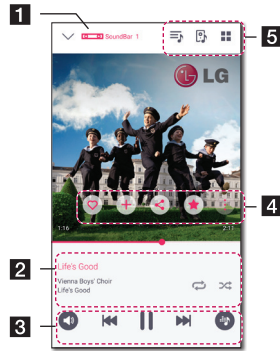 1
SoundBar 1
5
LG
4
1:16
2:11
2
Life's Good
Vienna Boys' Choir
Life's Good
3